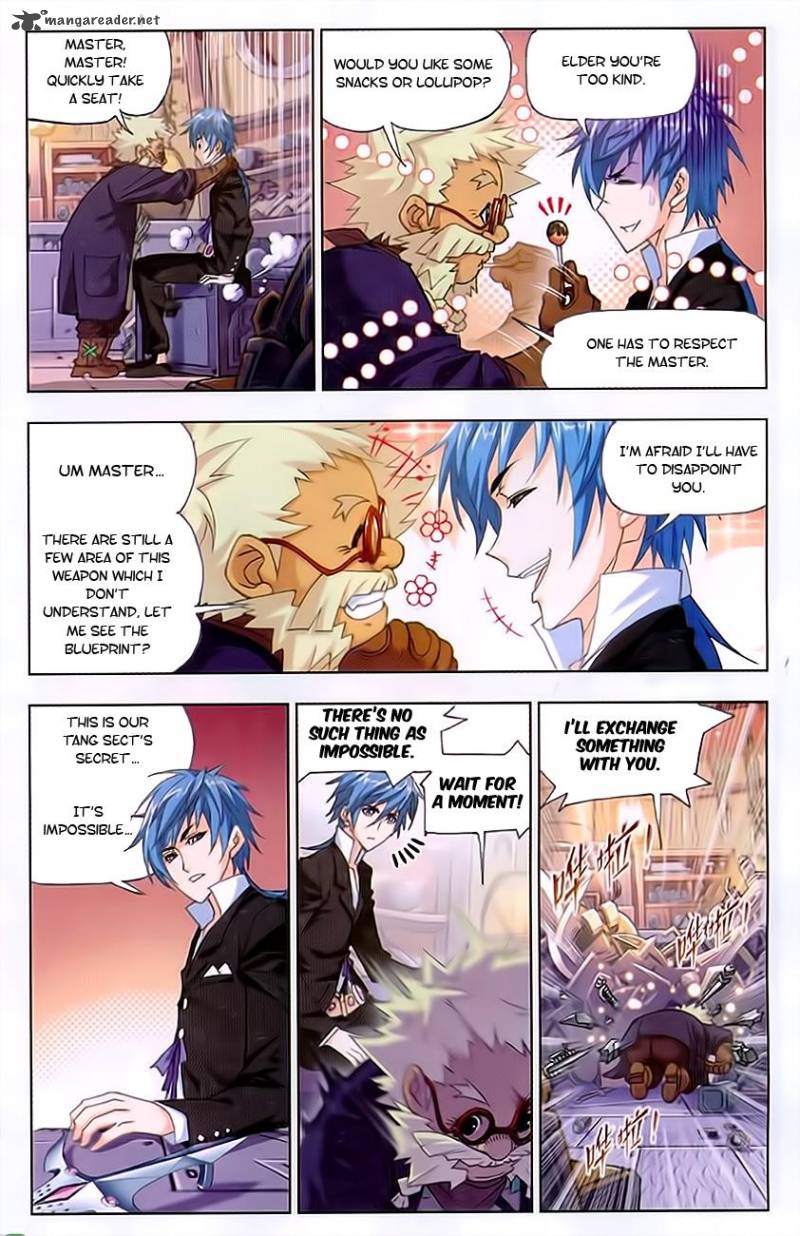 mangareader.net
MASTER,
MASTER!
QUICKLY TAKE
A SEAT!
WOULD YOU LIKE SOME
SNACKS OR LOLLIPOP?
ELDER YOU'RE
TOO KIND.
ONE HAS TO RESPECT
THE MASTER.
UM MASTER...
THERE ARE STILL A
FEW AREA OF THIS
WEAPON WHICH I
DON'T
UNDERSTAND, LET
ME SEE THE
BLUEPRINT?
I'M AFRAID I'LL HAVE
TO DISAPPOINT
YOU.
THIS IS OUR
TANG SECT'S
SECRET...
IT'S
IMPOSSIBLE...
THERE'S NO
SUCH THING AS
IMPOSSIBLE.
WAIT FOR
A MOMENT!
I'LL EXCHANGE
SOMETHING
WITH YOU.
哗啦!
哗啦!
哗啦!